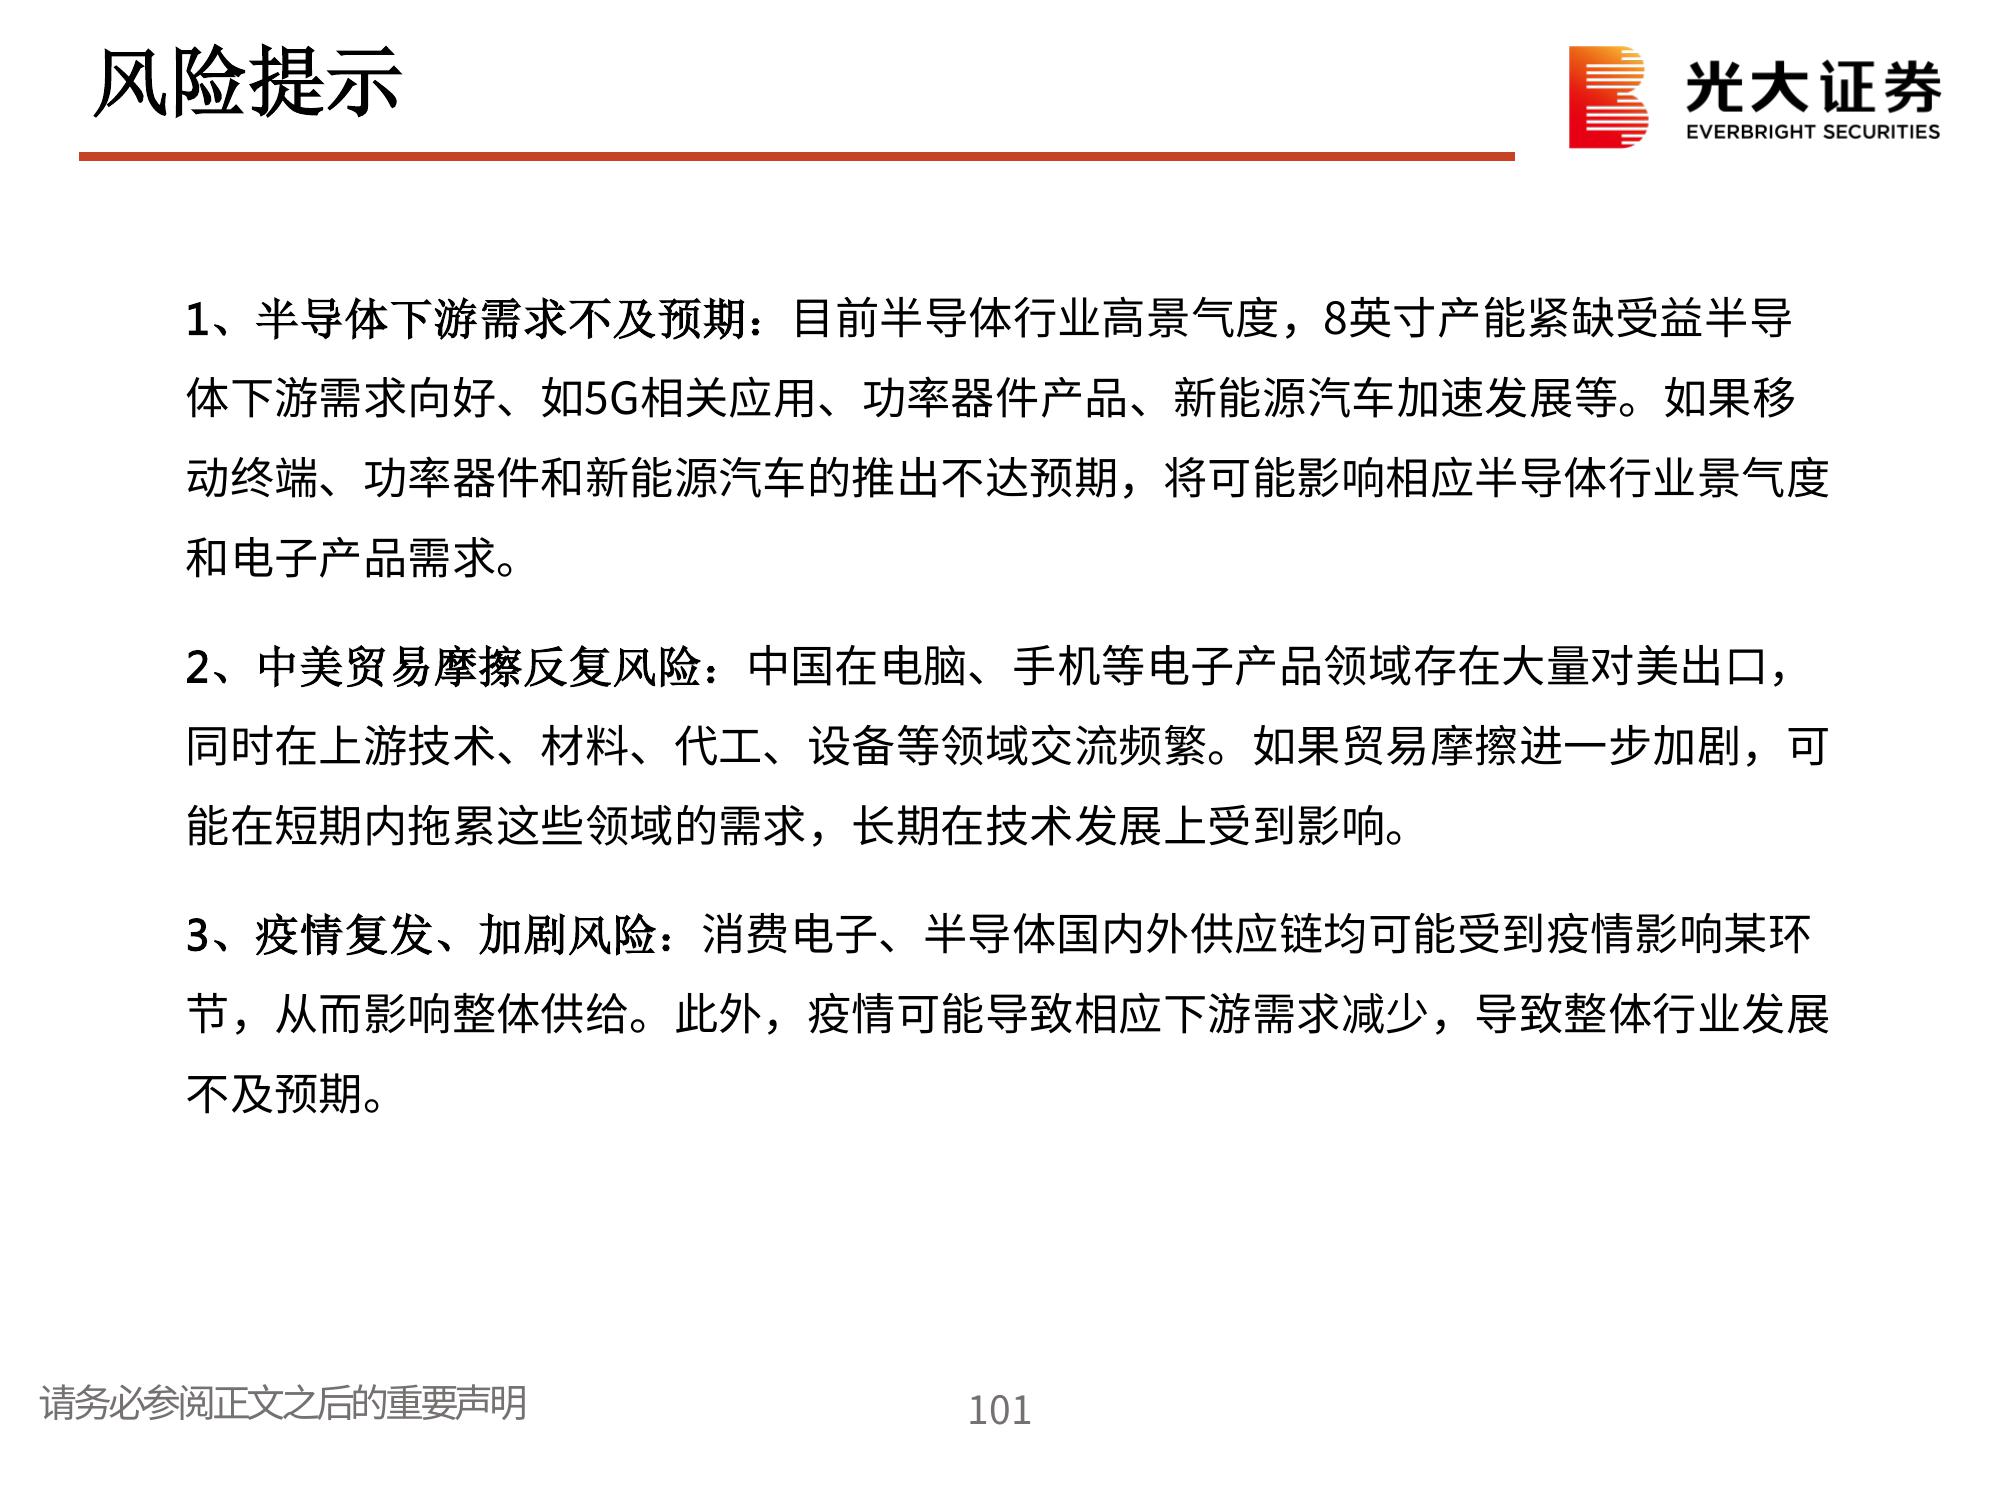 风险提示
光大证券
EVERBRIGHT SECURITIES
1、半导体下游需求不及预期：目前半导体行业高景气度，8英寸产能紧缺受益半导
体下游需求向好、如5G相关应用、功率器件产品、新能源汽车加速发展等。如果移
动终端、功率器件和新能源汽车的推出不达预期，将可能影响相应半导体行业景气度
和电子产品需求。
2、中美贸易摩擦反复风险：中国在电脑、手机等电子产品领域存在大量对美出口，
同时在上游技术、材料、代工、设备等领域交流频繁。如果贸易摩擦进一步加剧，可
能在短期内拖累这些领域的需求，长期在技术发展上受到影响。
3、疫情复发、加剧风险：消费电子、半导体国内外供应链均可能受到疫情影响某环
节，从而影响整体供给。此外，疫情可能导致相应下游需求减少，导致整体行业发展
不及预期。
请务必参阅正文之后的重要声明
101